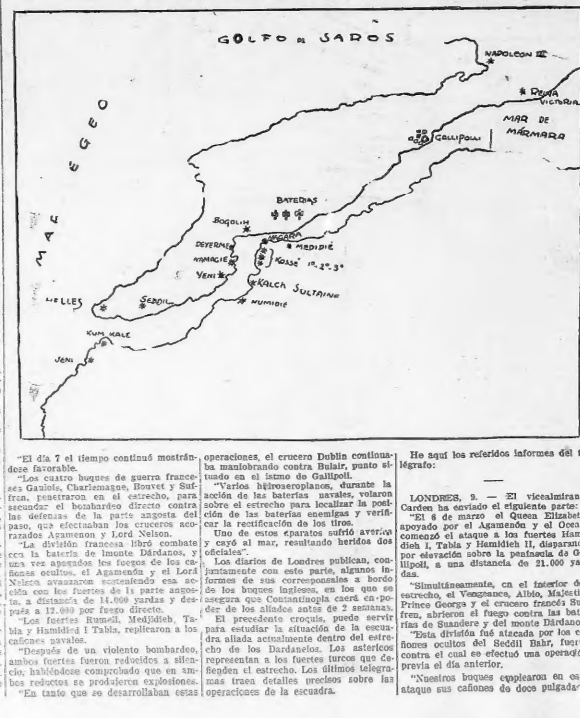 GOLFO DE SAROS
NAPOLEON III
REINA
VICTORIA
MAR DE
MÁRMARA
GALLIPOLLI
MAR EGEO
BATERIAS
BOGOLIH
NAGARA
DEYERME
MEDIDIÉ
NAMAGIE
KOSSÉ 1º-2º-3º
YENI
KALCH SULTAINE
NUMIDIÉ
SEDDIL
KUM KALE
JENI
"El día 7 el tiempo continuó mostrán-
dose favorable.
"Los cuatro buques de guerra france-
ses Gaulois, Charlemagne, Bouvet y Suf-
fren, penetraron en el estrecho, para
secundar el bombardeo directo contra
las defensas de la parte angosta del
paso, que efectuaban los cruceros aco-
razados Agamenon y Lord Nelson.
"La división francesa libró combate
con la batería de Imonte Dárdanos, y
una vez apagados los fuegos de los ca-
ñones ocultos, el Agamenón y el Lord
Nelson avanzaron sosteniendo esa ac-
ción con los fuertes de la parte angos-
ta, a distancia de 14.000 yardas y des-
pués a 12.000 por fuego directo.
"Los fuertes Rumeli, Medjidieh, Ta-
bia y Hamidied I Tabia, replicaron a los
cañones navales.
"Después de un violento bombardeo,
ambos fuertes fueron reducidos a silen-
cio, habiéndose comprobado que en am-
bos reductos se produjeron explosiones.
"En tanto que se desarrollaban estas
operaciones, el crucero Dublin continua-
ba maniobrando contra Bulair, punto si-
tuado en el istmo de Gallipoli.
"Varios hidroseroplanos, durante la
acción de las baterías navales, volaron
sobre el estrecho para localizar la posi-
ción de las baterías enemigas y verifi-
car la rectificación de los tiros.
Uno de estos aparatos sufrió averías
y cayó al mar, resultando heridos dos
oficiales".
Los diarios de Londres publican, con-
juntamente con este parte, algunos in-
formes de sus corresponsales a bordo
de los buques ingleses, en los que se
asegura que Constantinopla caerá en po-
der de los aliados antes de 2 semanas.
El precedente croquis, puede servir
para estudiar la situación de la escua-
dra aliada actualmente dentro del estre-
cho de los Dardanelos. Los astericos
representan a los fuertes turcos que de-
fienden el estrecho. Los últimos telegra-
mas traen detalles precisos sobre las
operaciones de la escuadra.
He aquí los referidos informes del t
légrafo:
LONDRES, 9. — El vicealmiran
Carden ha enviado el siguiente parte:
"El 6 de marzo el Queen Elizabet
apoyado por el Agamenón y el Ocea
comenzó el ataque a los fuertes Ham
dieh I, Tabia y Hemidieh II, disparand
por elevación sobre la península de G
llipoli, a una distancia de 21.000 ya
das.
"Simultáneamente, en el interior d
estrecho, el Vengeance, Albio, Majesti
Prince George y el crucero francés Su
fren, abrieron el fuego contra las bat
rías de Suandere y del monte Dárdano
"Esta división fué atacada por los c
ñones ocultos del Seddil Bahr, fuer
contra el cual se efectuó una operaci
previa el día anterior.
"Nuestros buques emplearon en es
ataque sus cañones de doce pulgad